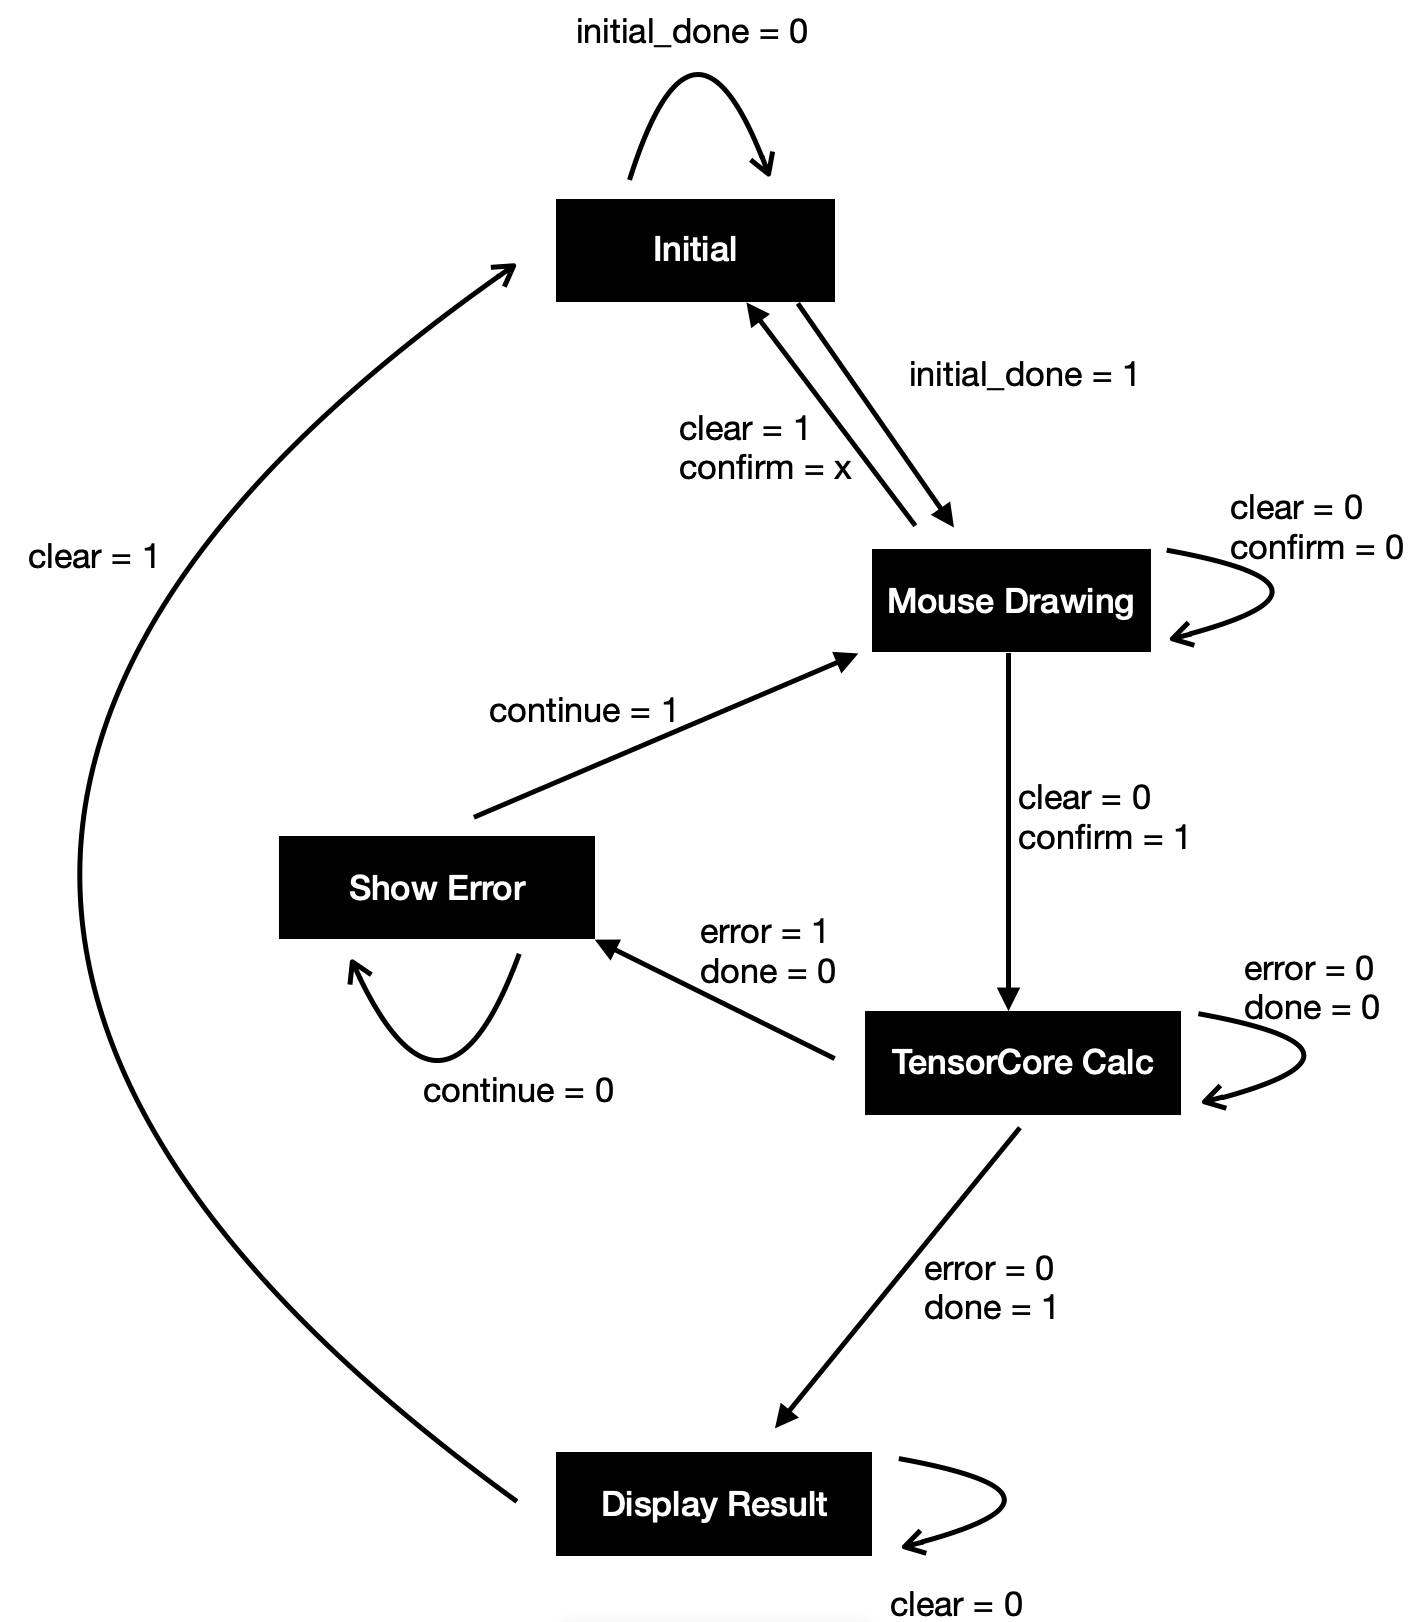 initial_done = 0
Initial
initial_done = 1
clear = 1
confirm = x
clear = 0
confirm = 0
clear = 1
Mouse Drawing
continue = 1
clear = 0
confirm = 1
Show Error
error = 1
done = 0
error = 0
done = 0
TensorCore Calc
continue = 0
error = 0
done = 1
Display Result
clear = 0